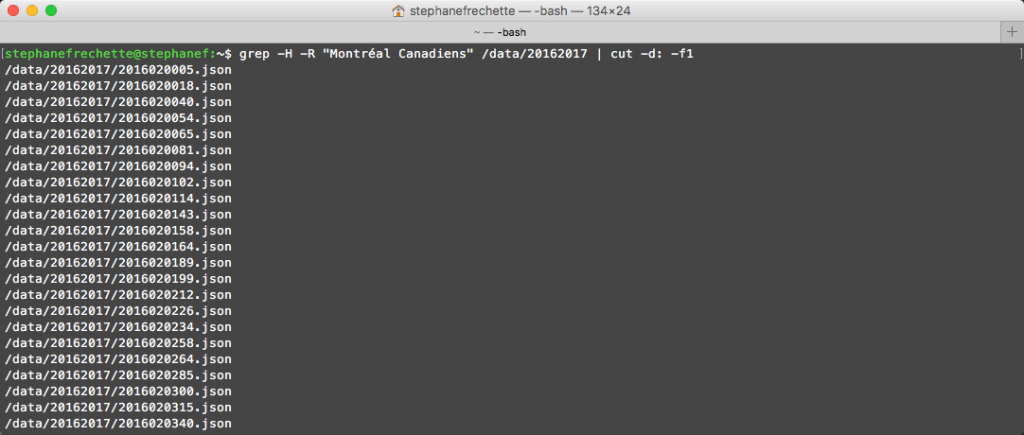 stephanefrechette — -bash — 134×24
~ — -bash
[stephanefrechette@stephanef:~$ grep -H -R "Montréal Canadiens" /data/20162017 | cut -d: -f1 ]
/data/20162017/2016020005.json
/data/20162017/2016020018.json
/data/20162017/2016020040.json
/data/20162017/2016020054.json
/data/20162017/2016020065.json
/data/20162017/2016020081.json
/data/20162017/2016020094.json
/data/20162017/2016020102.json
/data/20162017/2016020114.json
/data/20162017/2016020143.json
/data/20162017/2016020158.json
/data/20162017/2016020164.json
/data/20162017/2016020189.json
/data/20162017/2016020199.json
/data/20162017/2016020212.json
/data/20162017/2016020226.json
/data/20162017/2016020234.json
/data/20162017/2016020258.json
/data/20162017/2016020264.json
/data/20162017/2016020285.json
/data/20162017/2016020300.json
/data/20162017/2016020315.json
/data/20162017/2016020340.json